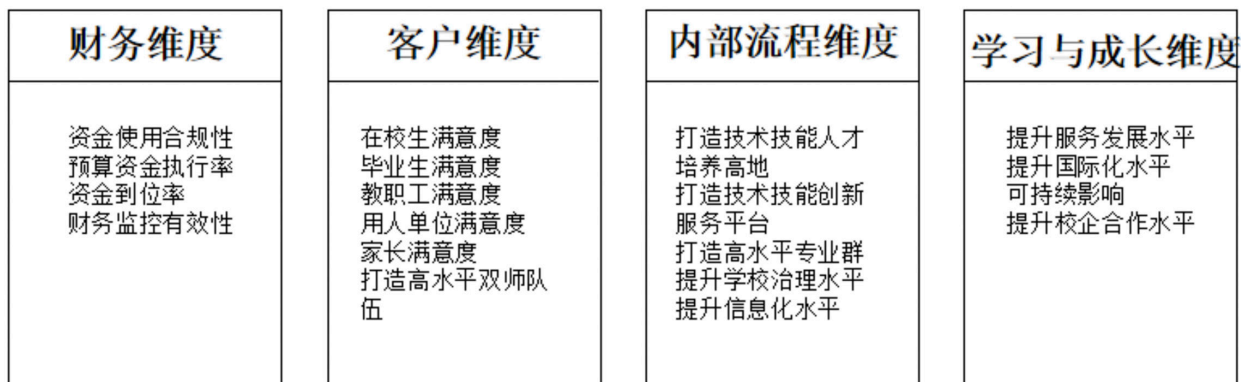 财务维度
资金使用合规性
预算资金执行率
资金到位率
财务监控有效性
客户维度
在校生满意度
毕业生满意度
教职工满意度
用人单位满意度
家长满意度
打造高水平双师队
伍
内部流程维度
打造技术技能人才
培养高地
打造技术技能创新
服务平台
打造高水平专业群
提升学校治理水平
提升信息化水平
学习与成长维度
提升服务发展水平
提升国际化水平
可持续影响
提升校企合作水平